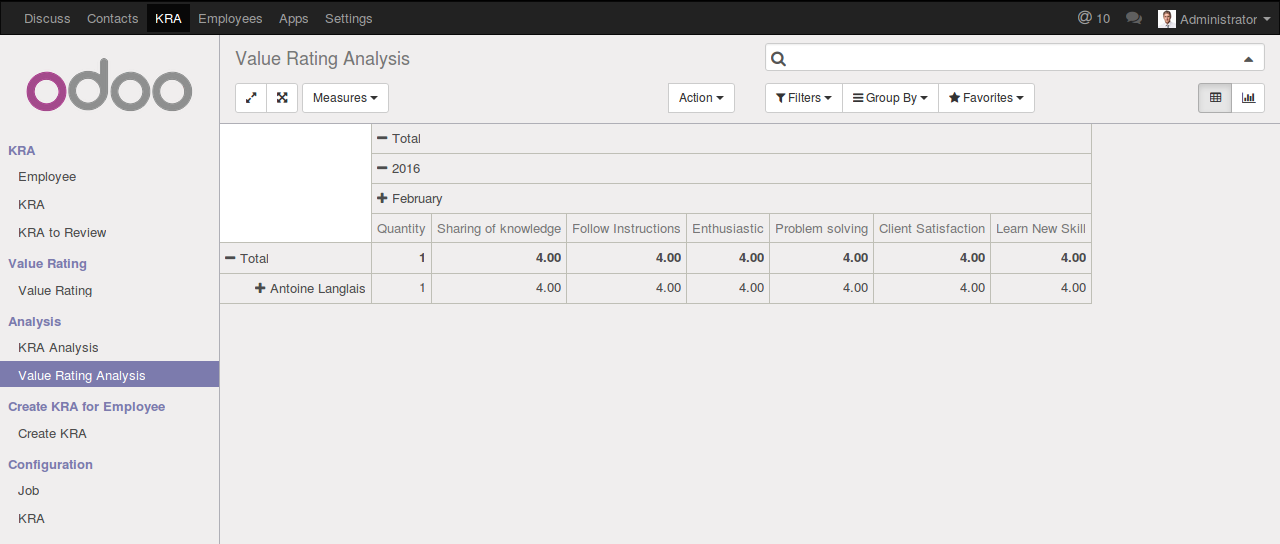 Discuss Contacts KRA Employees Apps Settings @ 10 Administrator
odoo
KRA
Employee
KRA
KRA to Review
Value Rating
Value Rating
Analysis
KRA Analysis
Value Rating Analysis
Create KRA for Employee
Create KRA
Configuration
Job
KRA
Value Rating Analysis
Measures Action Filters Group By Favorites
Total
2016
February
Quantity Sharing of knowledge Follow Instructions Enthusiastic Problem solving Client Satisfaction Learn New Skill
Total 1 4.00 4.00 4.00 4.00 4.00 4.00
Antoine Langlais 1 4.00 4.00 4.00 4.00 4.00 4.00